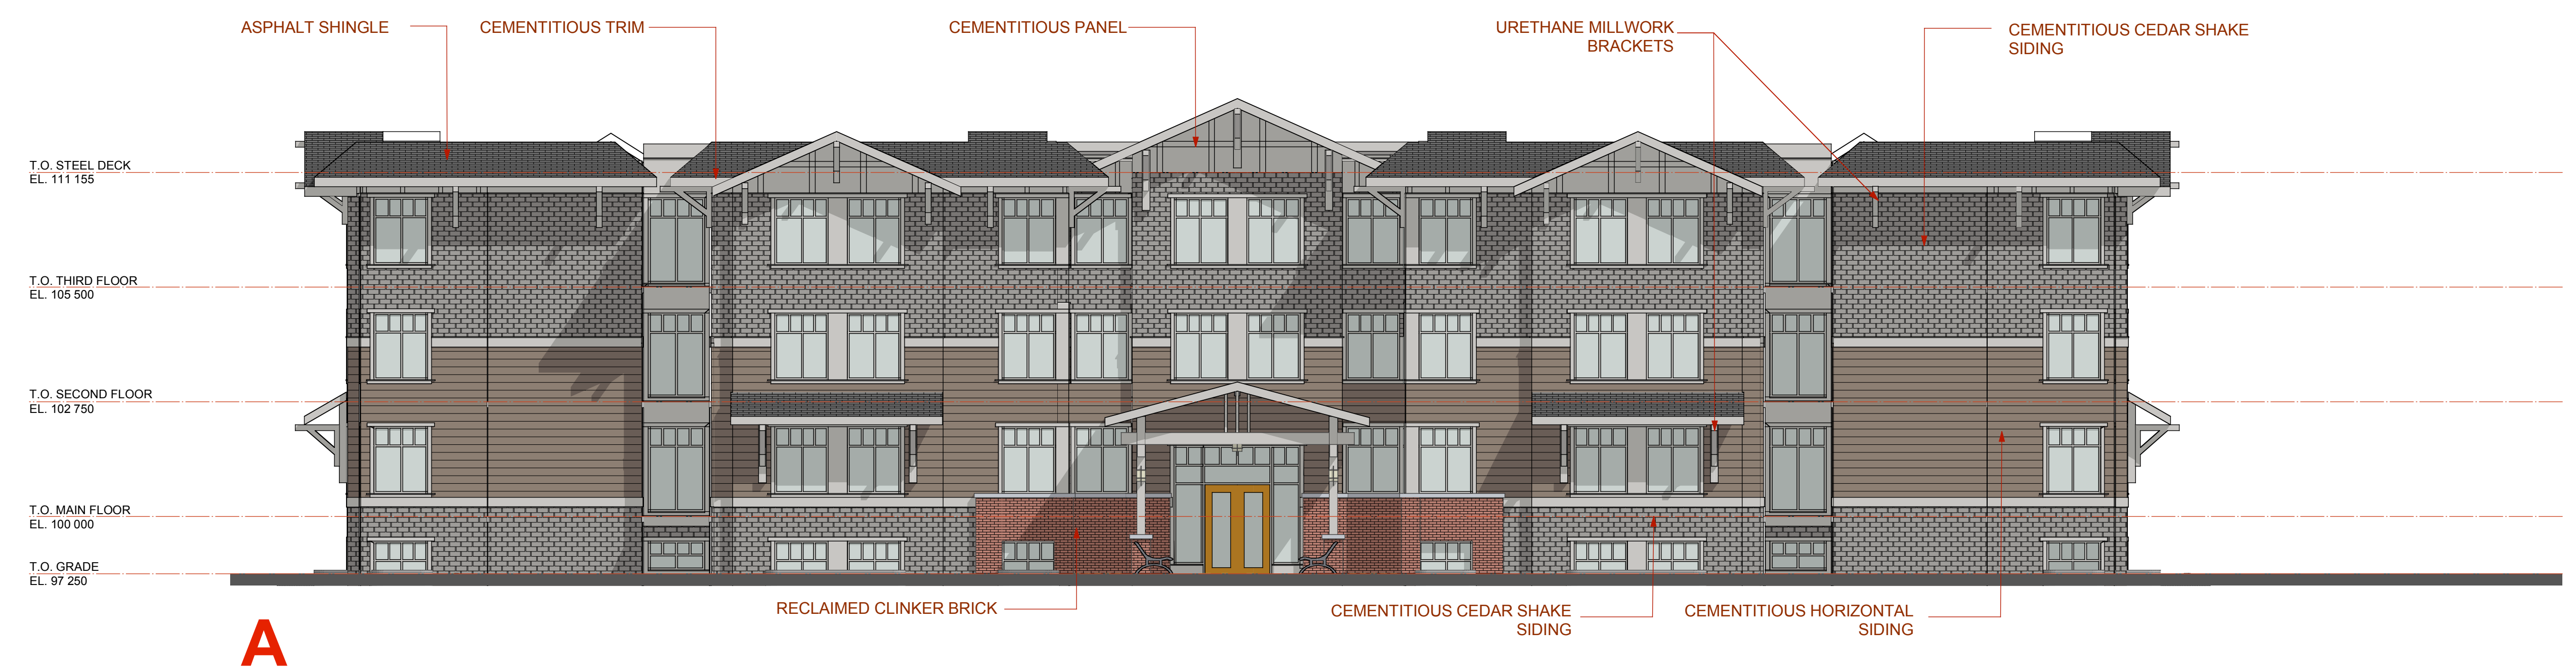 ASPHALT SHINGLE
CEMENTITIOUS TRIM
CEMENTITIOUS PANEL
URETHANE MILLWORK
BRACKETS
CEMENTITIOUS CEDAR SHAKE
SIDING
T.O. STEEL DECK
EL. 111 155
T.O. THIRD FLOOR
EL. 105 500
T.O. SECOND FLOOR
EL. 102 750
T.O. MAIN FLOOR
EL. 100 000
T.O. GRADE
EL. 97 250
RECLAIMED CLINKER BRICK
CEMENTITIOUS CEDAR SHAKE
SIDING
CEMENTITIOUS HORIZONTAL
SIDING
A